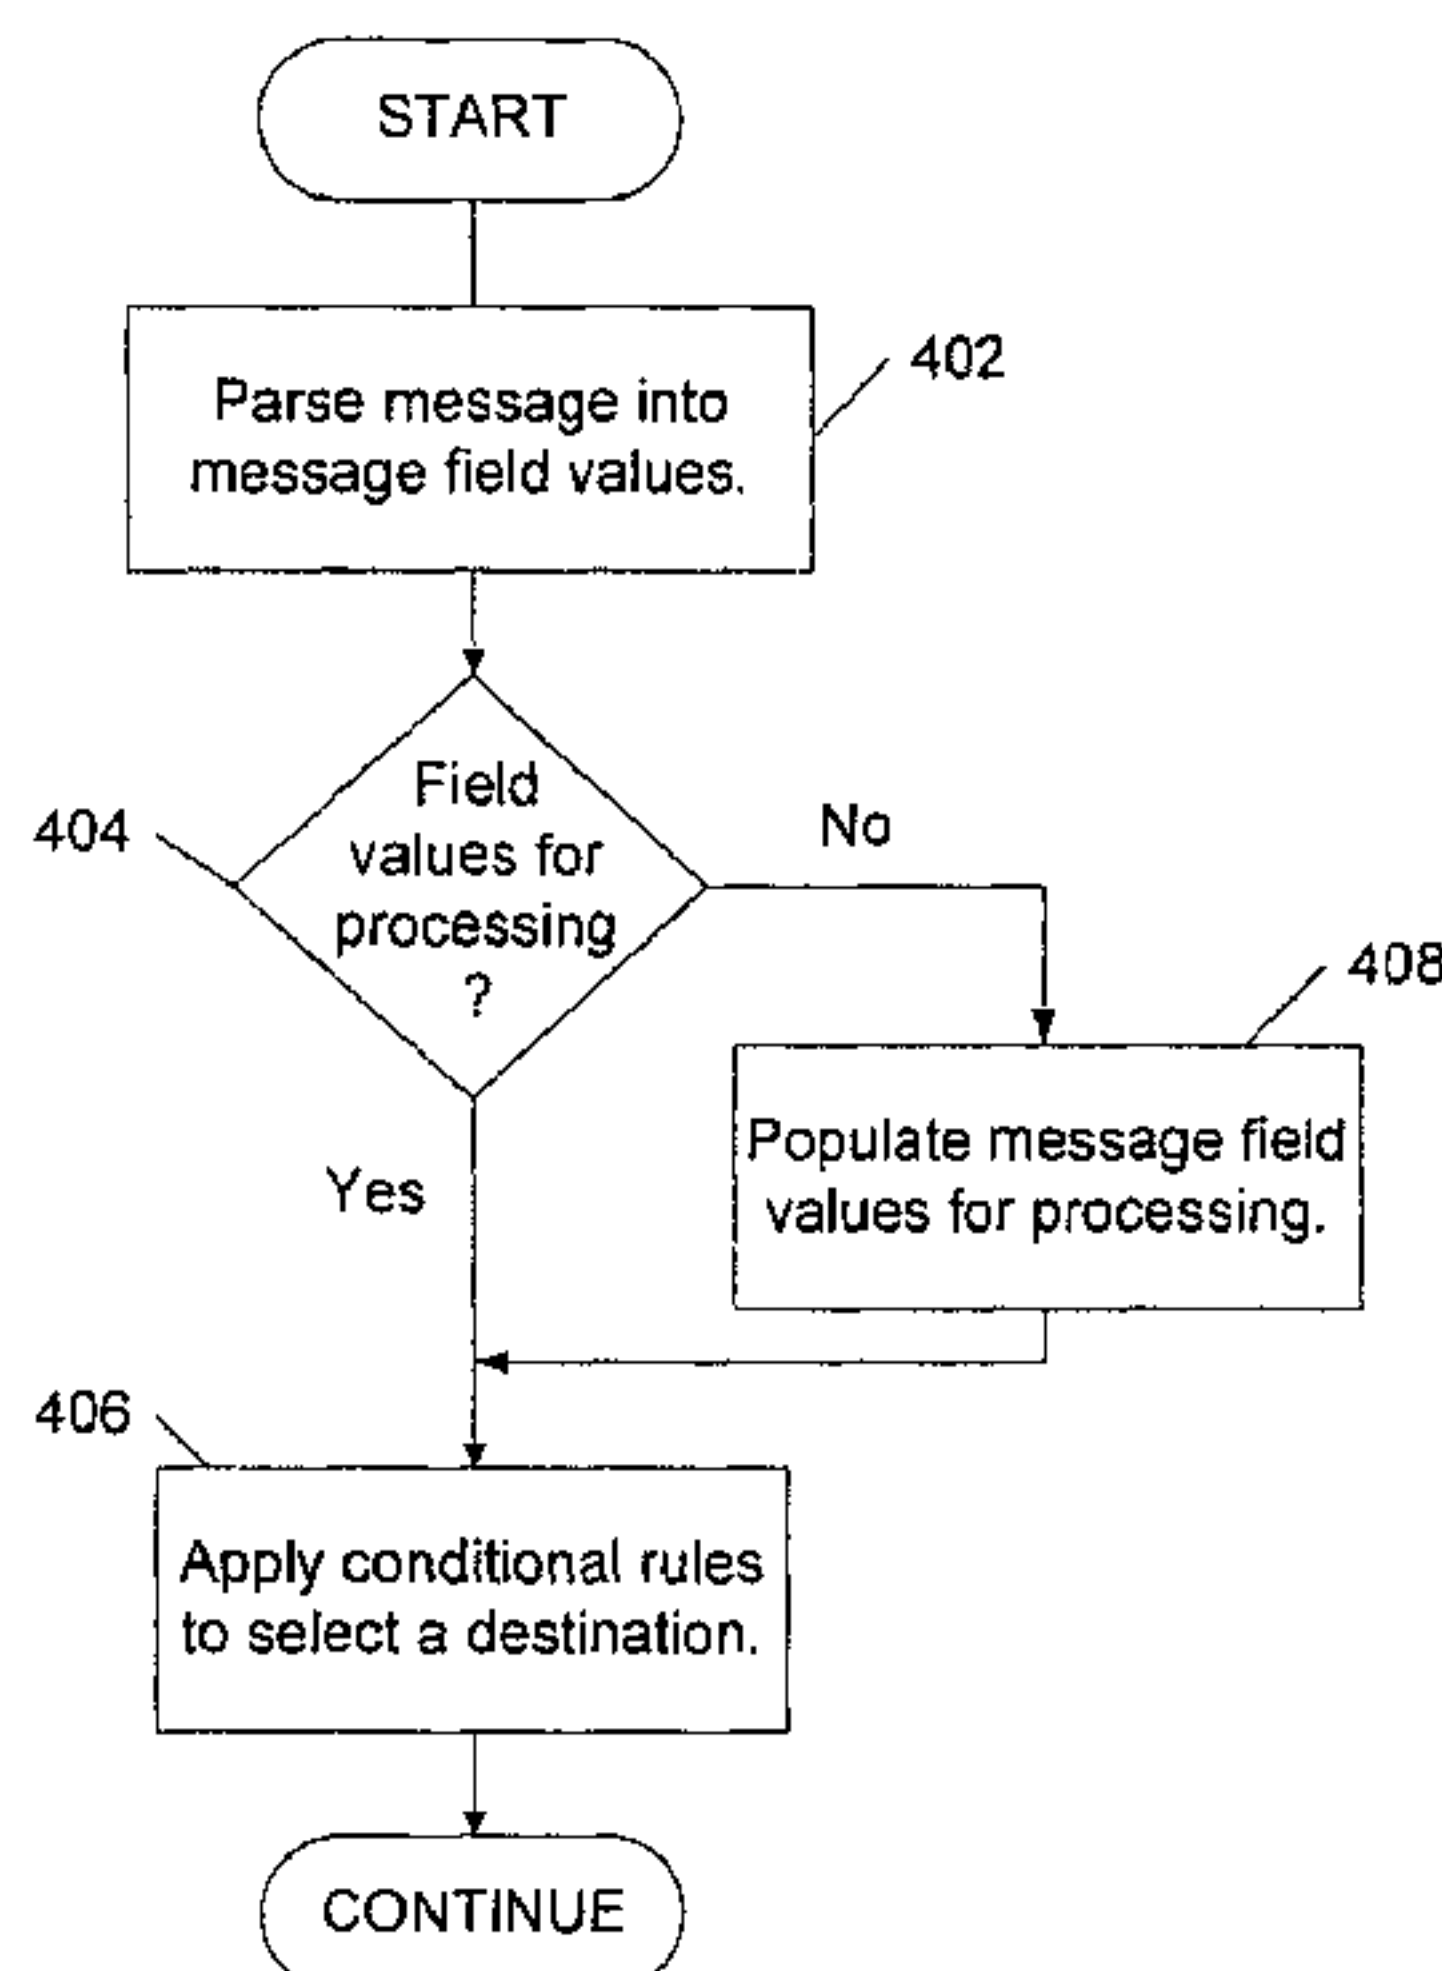 START
Parse message into
message field values.
402
Field
values for
processing
?
404
No
408
Populate message field
values for processing.
Yes
406
Apply conditional rules
to select a destination.
CONTINUE